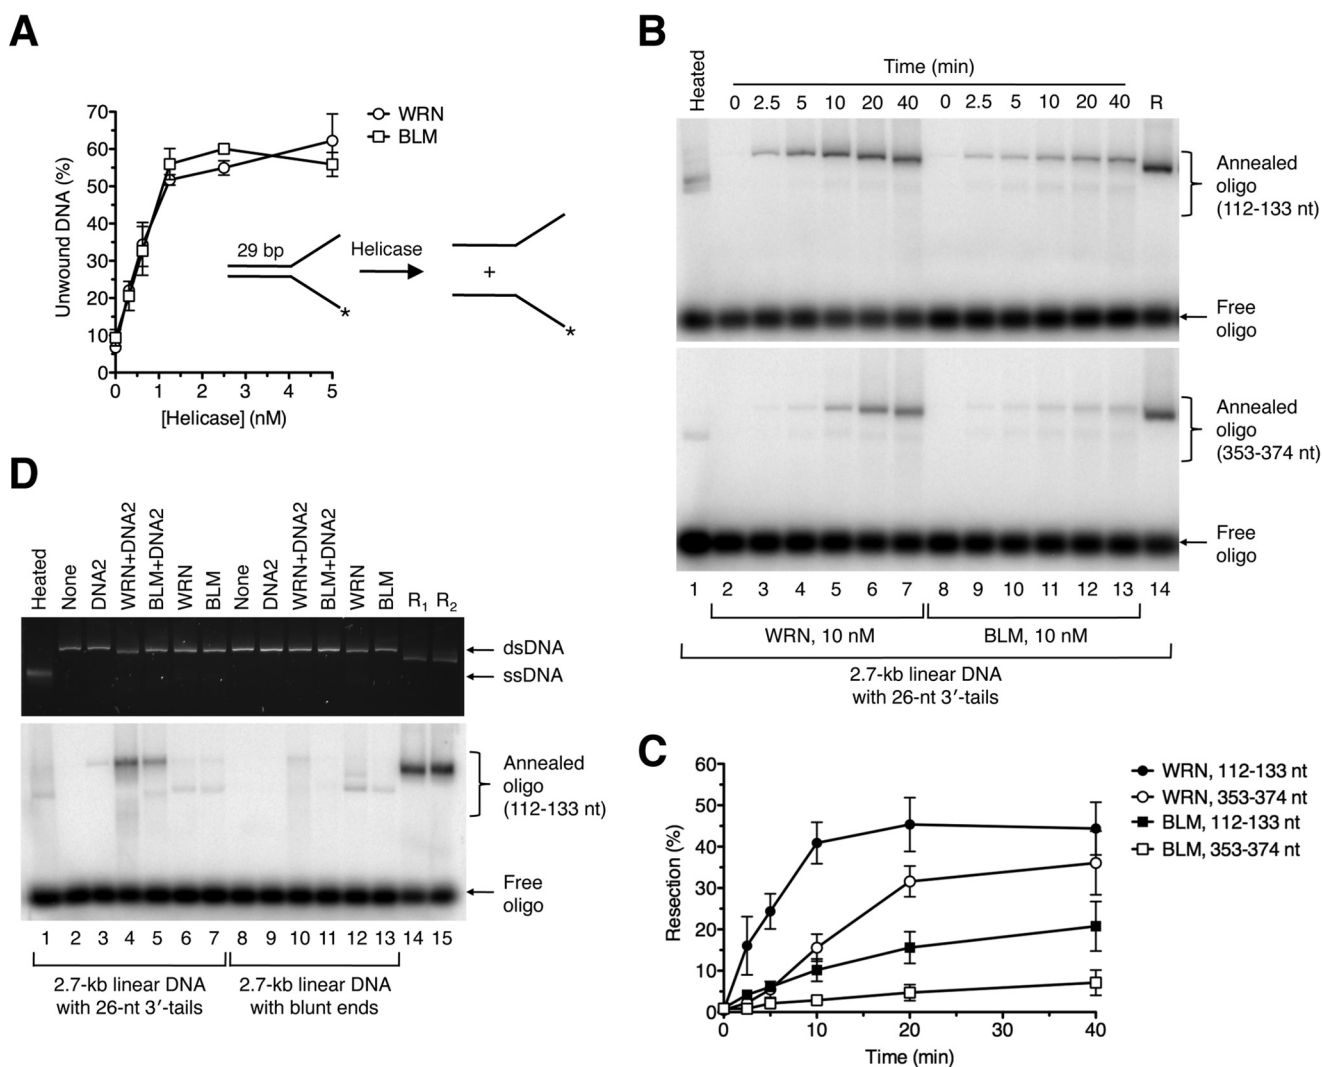 A
70
60
50
40
30
20
10
0
Unwound DNA (%)
WRN
BLM
29 bp
Helicase
+
*
*
0 1 2 3 4 5
[Helicase] (nM)
B
Heated
Time (min)
0 2.5 5 10 20 40 0 2.5 5 10 20 40 R
Annealed
oligo
(112-133 nt)
Free
oligo
Annealed
oligo
(353-374 nt)
Free
oligo
1 2 3 4 5 6 7 8 9 10 11 12 13 14
WRN, 10 nM BLM, 10 nM
2.7-kb linear DNA
with 26-nt 3′-tails
D
Heated
None
DNA2
WRN+DNA2
BLM+DNA2
WRN
BLM
None
DNA2
WRN+DNA2
BLM+DNA2
WRN
BLM
R1 R2
dsDNA
ssDNA
Annealed
oligo
(112-133 nt)
Free
oligo
1 2 3 4 5 6 7 8 9 10 11 12 13 14 15
2.7-kb linear DNA 2.7-kb linear DNA
with 26-nt 3′-tails with blunt ends
C
60
50
40
30
20
10
0
Resection (%)
WRN, 112-133 nt
WRN, 353-374 nt
BLM, 112-133 nt
BLM, 353-374 nt
0 10 20 30 40
Time (min)